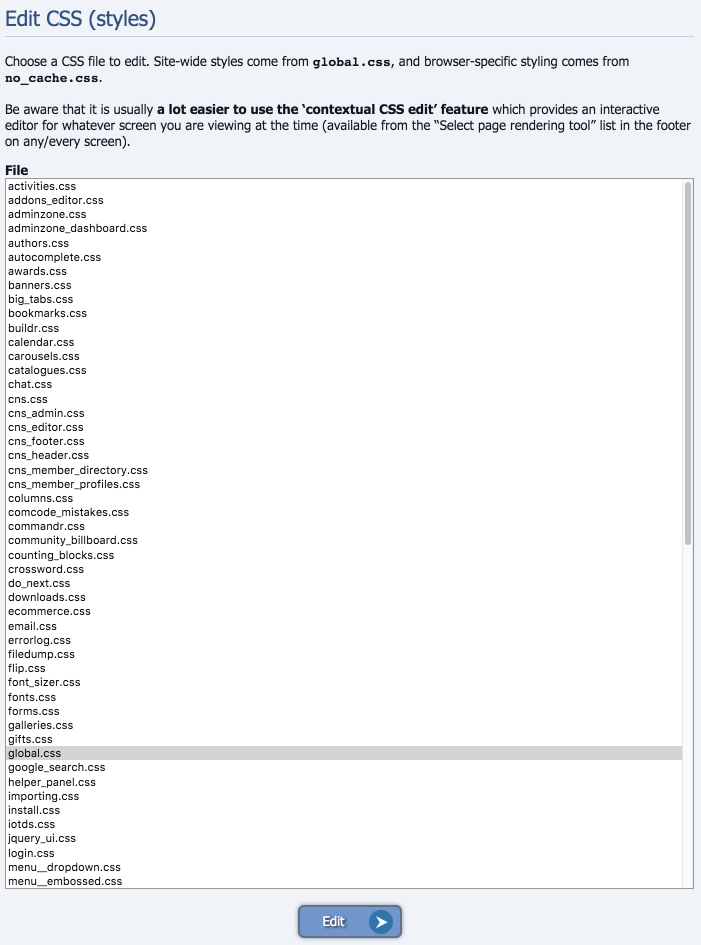 Edit CSS (styles)
Choose a CSS file to edit. Site-wide styles come from global.css, and browser-specific styling comes from
no_cache.css.
Be aware that it is usually a lot easier to use the ‘contextual CSS edit’ feature which provides an interactive
editor for whatever screen you are viewing at the time (available from the “Select page rendering tool” list in the footer
on any/every screen).
File
activities.css
addons_editor.css
adminzone.css
adminzone_dashboard.css
authors.css
autocomplete.css
awards.css
banners.css
big_tabs.css
bookmarks.css
buildr.css
calendar.css
carousels.css
catalogues.css
chat.css
cns.css
cns_admin.css
cns_editor.css
cns_footer.css
cns_header.css
cns_member_directory.css
cns_member_profiles.css
columns.css
comcode_mistakes.css
commandr.css
community_billboard.css
counting_blocks.css
crossword.css
do_next.css
downloads.css
ecommerce.css
email.css
errorlog.css
filedump.css
flip.css
font_sizer.css
fonts.css
forms.css
galleries.css
gifts.css
global.css
google_search.css
helper_panel.css
importing.css
install.css
iotds.css
jquery_ui.css
login.css
menu__dropdown.css
menu__embossed.css
Edit